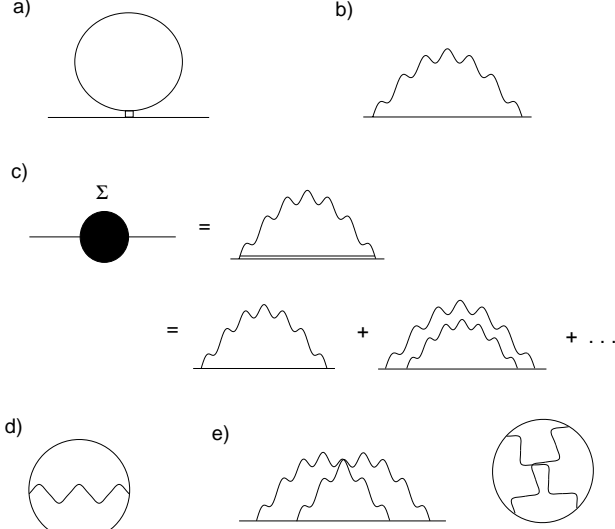 a) b)
c)
Σ
=
= + + ...
d) e)